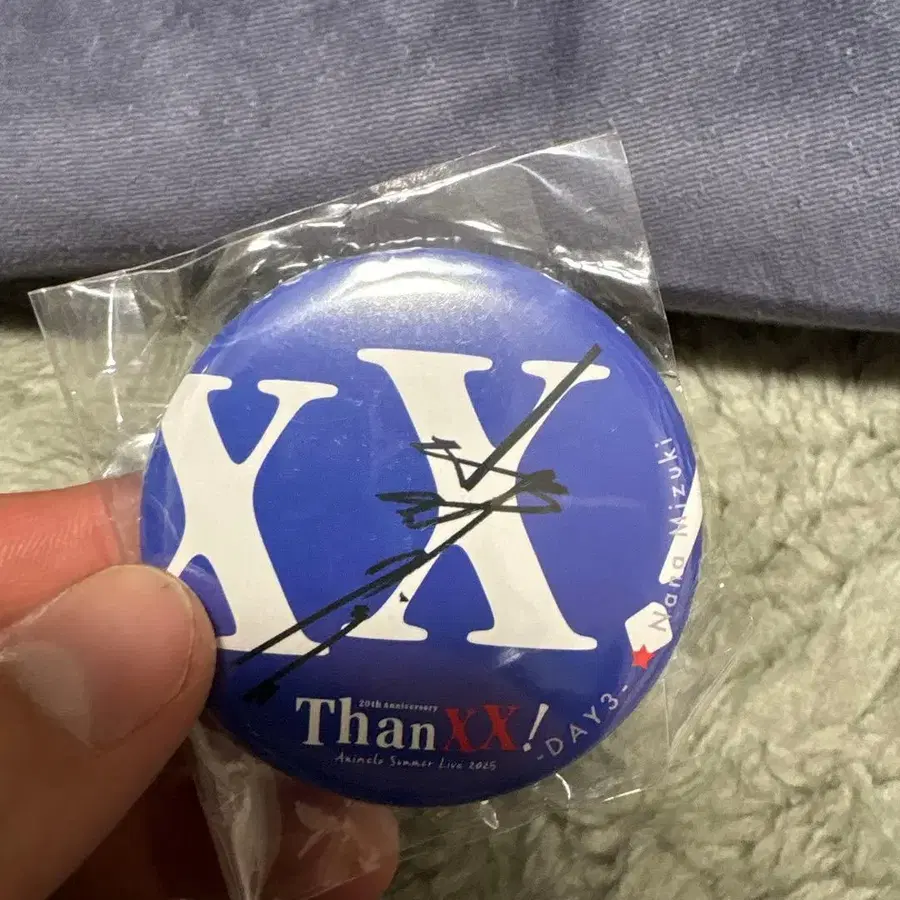 XX
20th Anniversary
ThanXX!
Animelo Summer Live 2025
-DAY3-
Nana Mizuki